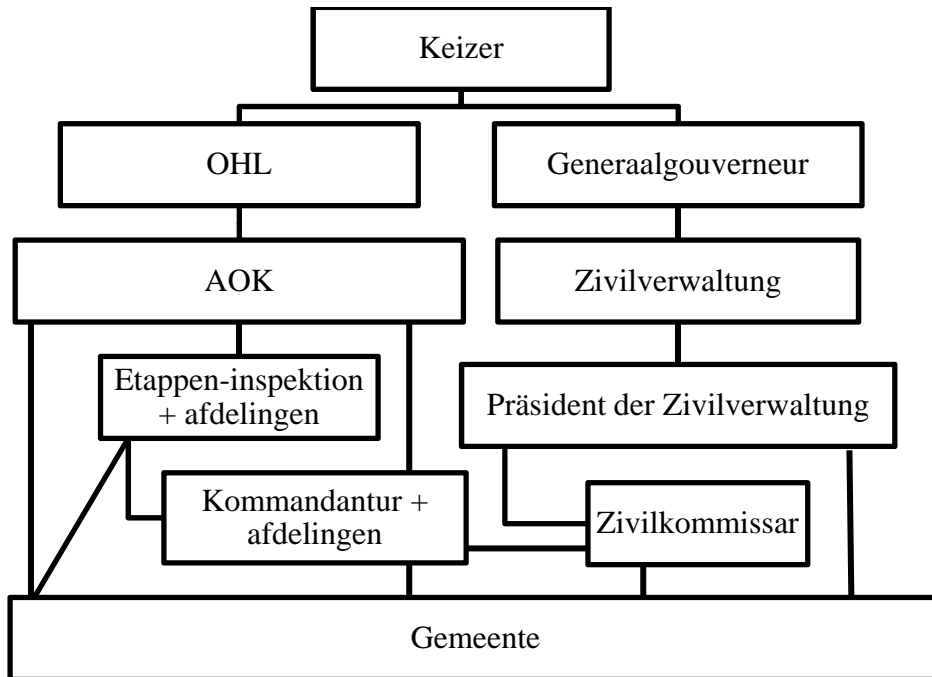 Keizer
OHL
Generaalgouverneur
AOK
Zivilverwaltung
Etappen-inspektion
+ afdelingen
Präsident der Zivilverwaltung
Kommandantur +
afdelingen
Zivilkommissar
Gemeente